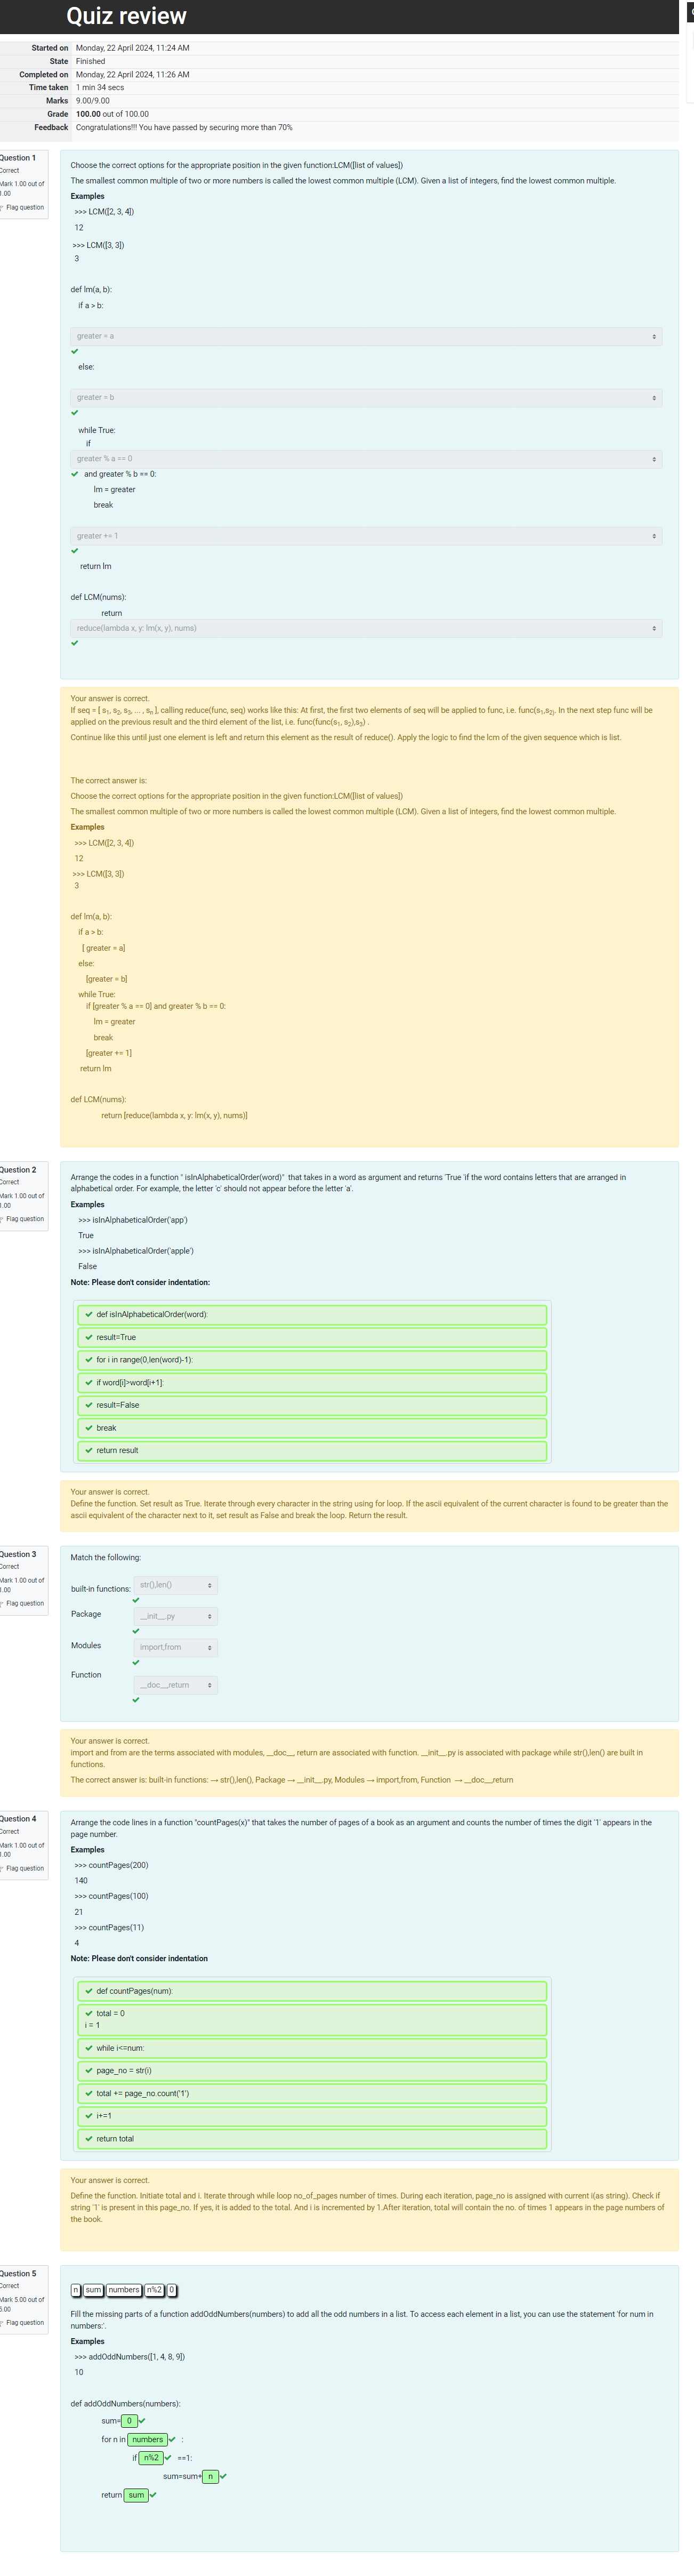 Quiz review
Started on Monday, 22 April 2024, 11:24 AM
State Finished
Completed on Monday, 22 April 2024, 11:26 AM
Time taken 1 min 34 secs
Marks 9.00/9.00
Grade 100.00 out of 100.00
Feedback Congratulations!!! You have passed by securing more than 70%
Question 1
Correct
Mark 1.00 out of
1.00
Flag question
Choose the correct options for the appropriate position in the given function:LCM([list of values])
The smallest common multiple of two or more numbers is called the lowest common multiple (LCM). Given a list of integers, find the lowest common multiple.
Examples
>>> LCM([2, 3, 4])
12
>>> LCM([3, 3])
3
def lm(a, b):
if a > b:
greater = a
else:
greater = b
while True:
if
greater % a == 0
and greater % b == 0:
lm = greater
break
greater += 1
return lm
def LCM(nums):
return
reduce(lambda x, y: lm(x, y), nums)
Your answer is correct.
If seq = [ s1, s2, s3, ... , sn ], calling reduce(func, seq) works like this: At first, the first two elements of seq will be applied to func, i.e. func(s1,s2). In the next step func will be
applied on the previous result and the third element of the list, i.e. func(func(s1, s2),s3) .
Continue like this until just one element is left and return this element as the result of reduce(). Apply the logic to find the lcm of the given sequence which is list.
The correct answer is:
Choose the correct options for the appropriate position in the given function:LCM([list of values])
The smallest common multiple of two or more numbers is called the lowest common multiple (LCM). Given a list of integers, find the lowest common multiple.
Examples
>>> LCM([2, 3, 4])
12
>>> LCM([3, 3])
3
def lm(a, b):
if a > b:
[ greater = a]
else:
[greater = b]
while True:
if [greater % a == 0] and greater % b == 0:
lm = greater
break
[greater += 1]
return lm
def LCM(nums):
return [reduce(lambda x, y: lm(x, y), nums)]
Question 2
Correct
Mark 1.00 out of
1.00
Flag question
Arrange the codes in a function " isInAlphabeticalOrder(word)" that takes in a word as argument and returns 'True 'if the word contains letters that are arranged in
alphabetical order. For example, the letter 'c' should not appear before the letter 'a'.
Examples
>>> isInAlphabeticalOrder('app')
True
>>> isInAlphabeticalOrder('apple')
False
Note: Please don't consider indentation:
def isInAlphabeticalOrder(word):
result=True
for i in range(0,len(word)-1):
if word[i]>word[i+1]:
result=False
break
return result
Your answer is correct.
Define the function. Set result as True. Iterate through every character in the string using for loop. If the ascii equivalent of the current character is found to be greater than the
ascii equivalent of the character next to it, set result as False and break the loop. Return the result.
Question 3
Correct
Mark 1.00 out of
1.00
Flag question
Match the following:
built-in functions: str(),len()
Package __init__.py
Modules import,from
Function __doc__,return
Your answer is correct.
import and from are the terms associated with modules, __doc__, return are associated with function. __init__.py is associated with package while str(),len() are built in
functions.
The correct answer is: built-in functions: → str(),len(), Package → __init__.py, Modules → import,from, Function → __doc__,return
Question 4
Correct
Mark 1.00 out of
1.00
Flag question
Arrange the code lines in a function "countPages(x)" that takes the number of pages of a book as an argument and counts the number of times the digit '1' appears in the
page number.
Examples
>>> countPages(200)
140
>>> countPages(100)
21
>>> countPages(11)
4
Note: Please don't consider indentation
def countPages(num):
total = 0
i = 1
while i<=num:
page_no = str(i)
total += page_no.count('1')
i+=1
return total
Your answer is correct.
Define the function. Initiate total and i. Iterate through while loop no_of_pages number of times. During each iteration, page_no is assigned with current i(as string). Check if
string '1' is present in this page_no. If yes, it is added to the total. And i is incremented by 1.After iteration, total will contain the no. of times 1 appears in the page numbers of
the book.
Question 5
Correct
Mark 5.00 out of
5.00
Flag question
n sum numbers n%2 0
Fill the missing parts of a function addOddNumbers(numbers) to add all the odd numbers in a list. To access each element in a list, you can use the statement 'for num in
numbers:'.
Examples
>>> addOddNumbers([1, 4, 8, 9])
10
def addOddNumbers(numbers):
sum= 0
for n in numbers :
if n%2 ==1:
sum=sum+ n
return sum